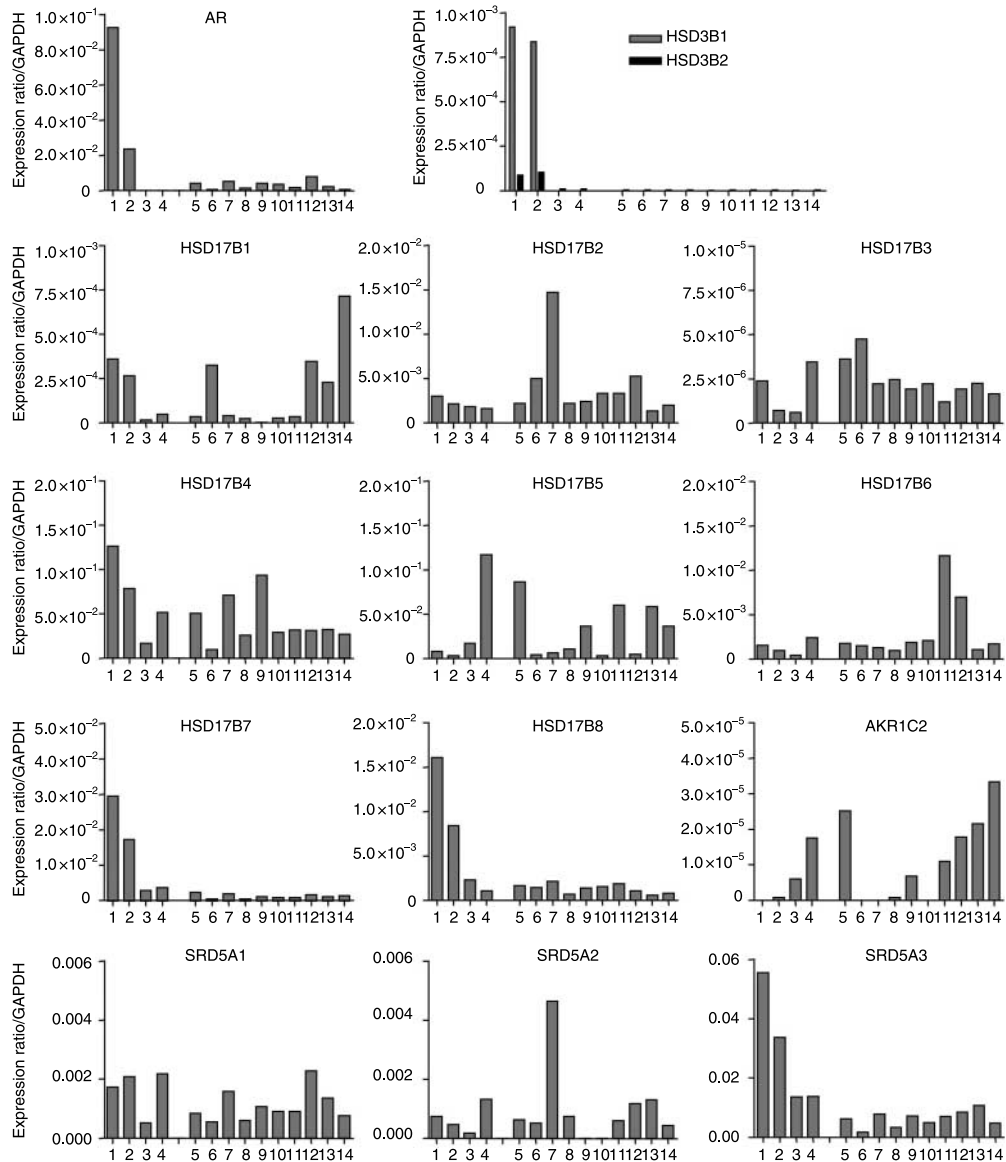 AR
Expression ratio/GAPDH
1.0×10⁻¹
8.0×10⁻²
6.0×10⁻²
4.0×10⁻²
2.0×10⁻²
0
1 2 3 4 5 6 7 8 9 10 11 12 13 14
HSD3B1
HSD3B2
Expression ratio/GAPDH
1.0×10⁻³
9.0×10⁻⁴
1.0×10⁻⁴
7.5×10⁻⁴
0
1 2 3 4 5 6 7 8 9 10 11 12 13 14
HSD17B1
Expression ratio/GAPDH
1.0×10⁻³
7.5×10⁻⁴
5.0×10⁻⁴
2.5×10⁻⁴
0
1 2 3 4 5 6 7 8 9 10 11 12 13 14
HSD17B2
2.0×10⁻²
1.5×10⁻²
1.0×10⁻²
5.0×10⁻³
0
1 2 3 4 5 6 7 8 9 10 11 12 13 14
HSD17B3
1.0×10⁻⁵
7.5×10⁻⁶
5.0×10⁻⁶
2.5×10⁻⁶
0
1 2 3 4 5 6 7 8 9 10 11 12 13 14
HSD17B4
Expression ratio/GAPDH
2.0×10⁻¹
1.5×10⁻¹
1.0×10⁻¹
5.0×10⁻²
0
1 2 3 4 5 6 7 8 9 10 11 12 13 14
HSD17B5
2.0×10⁻¹
1.5×10⁻¹
1.0×10⁻¹
5.0×10⁻²
0
1 2 3 4 5 6 7 8 9 10 11 12 13 14
HSD17B6
2.0×10⁻²
1.5×10⁻²
1.0×10⁻²
5.0×10⁻³
0
1 2 3 4 5 6 7 8 9 10 11 12 13 14
HSD17B7
Expression ratio/GAPDH
5.0×10⁻²
4.0×10⁻²
3.0×10⁻²
2.0×10⁻²
1.0×10⁻²
0
1 2 3 4 5 6 7 8 9 10 11 12 13 14
HSD17B8
2.0×10⁻²
1.5×10⁻²
1.0×10⁻²
5.0×10⁻³
0
1 2 3 4 5 6 7 8 9 10 11 12 13 14
AKR1C2
5.0×10⁻⁵
4.0×10⁻⁵
3.0×10⁻⁵
2.0×10⁻⁵
1.0×10⁻⁵
0
1 2 3 4 5 6 7 8 9 10 11 12 13 14
SRD5A1
Expression ratio/GAPDH
0.006
0.004
0.002
0.000
1 2 3 4 5 6 7 8 9 10 11 12 13 14
SRD5A2
0.006
0.004
0.002
0.000
1 2 3 4 5 6 7 8 9 10 11 12 13 14
SRD5A3
0.06
0.04
0.02
0.00
1 2 3 4 5 6 7 8 9 10 11 12 13 14